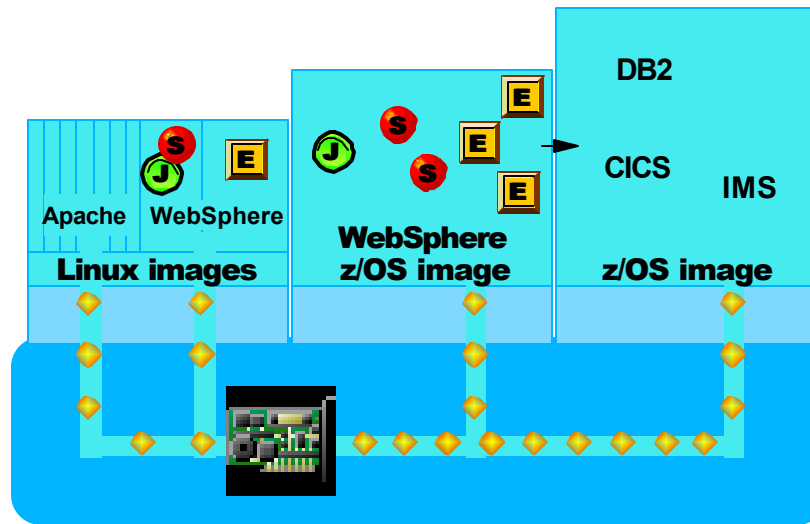 DB2
CICS
IMS
S
J
E
J
S
S
E
E
E
Apache
WebSphere
Linux images
WebSphere
z/OS image
z/OS image